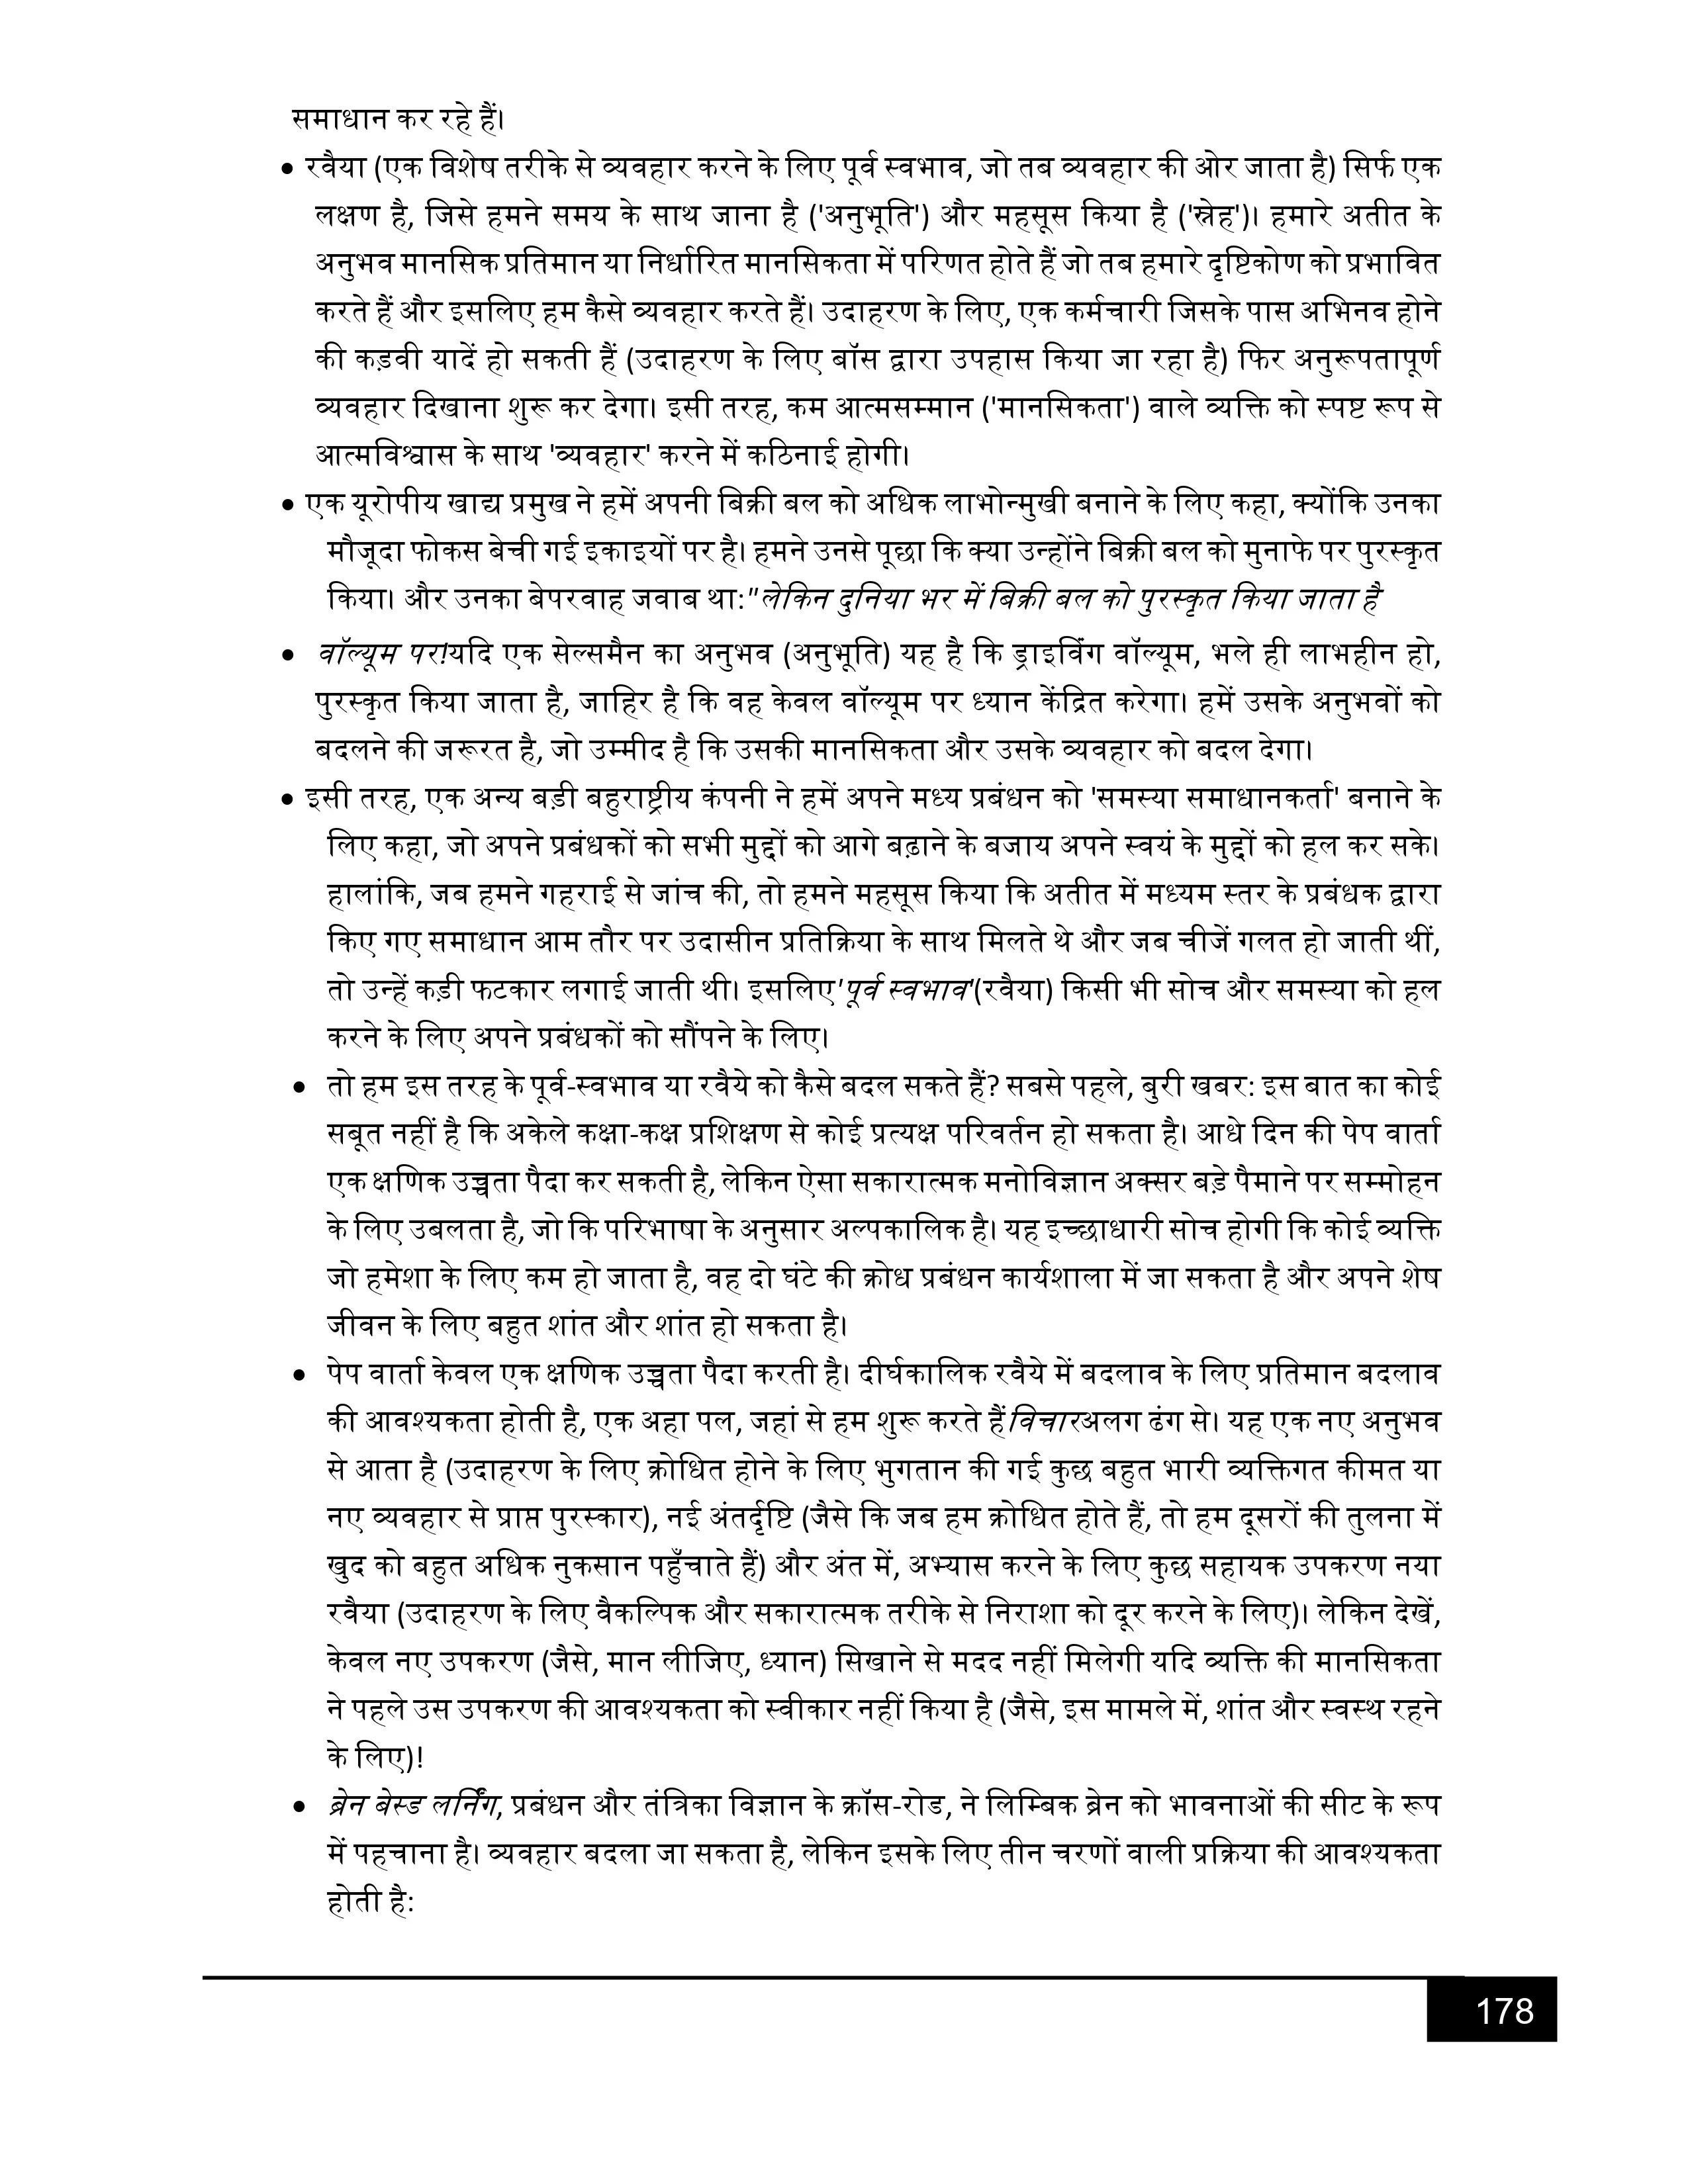 समाधान कर रहे हैं।
• रवैया (एक विशेष तरीके से व्यवहार करने के लिए पूर्व स्वभाव, जो तब व्यवहार की ओर जाता है) सिर्फ एक
लक्षण है, जिसे हमने समय के साथ जाना है ('अनुभूति') और महसूस किया है ('स्नेह')। हमारे अतीत के
अनुभव मानसिक प्रतिमान या निर्धारित मानसिकता में परिणत होते हैं जो तब हमारे दृष्टिकोण को प्रभावित
करते हैं और इसलिए हम कैसे व्यवहार करते हैं। उदाहरण के लिए, एक कर्मचारी जिसके पास अभिनव होने
की कड़वी यादें हो सकती हैं (उदाहरण के लिए बॉस द्वारा उपहास किया जा रहा है) फिर अनुरूपतापूर्ण
व्यवहार दिखाना शुरू कर देगा। इसी तरह, कम आत्मसम्मान ('मानसिकता') वाले व्यक्ति को स्पष्ट रूप से
आत्मविश्वास के साथ 'व्यवहार' करने में कठिनाई होगी।
• एक यूरोपीय खाद्य प्रमुख ने हमें अपनी बिक्री बल को अधिक लाभोन्मुखी बनाने के लिए कहा, क्योंकि उनका
मौजूदा फोकस बेची गई इकाइयों पर है। हमने उनसे पूछा कि क्या उन्होंने बिक्री बल को मुनाफे पर पुरस्कृत
किया। और उनका बेपरवाह जवाब था:"लेकिन दुनिया भर में बिक्री बल को पुरस्कृत किया जाता है
• वॉल्यूम पर!यदि एक सेल्समैन का अनुभव (अनुभूति) यह है कि ड्राइविंग वॉल्यूम, भले ही लाभहीन हो,
पुरस्कृत किया जाता है, जाहिर है कि वह केवल वॉल्यूम पर ध्यान केंद्रित करेगा। हमें उसके अनुभवों को
बदलने की जरूरत है, जो उम्मीद है कि उसकी मानसिकता और उसके व्यवहार को बदल देगा।
• इसी तरह, एक अन्य बड़ी बहुराष्ट्रीय कंपनी ने हमें अपने मध्य प्रबंधन को 'समस्या समाधानकर्ता' बनाने के
लिए कहा, जो अपने प्रबंधकों को सभी मुद्दों को आगे बढ़ाने के बजाय अपने स्वयं के मुद्दों को हल कर सके।
हालांकि, जब हमने गहराई से जांच की, तो हमने महसूस किया कि अतीत में मध्यम स्तर के प्रबंधक द्वारा
किए गए समाधान आम तौर पर उदासीन प्रतिक्रिया के साथ मिलते थे और जब चीजें गलत हो जाती थीं,
तो उन्हें कड़ी फटकार लगाई जाती थी। इसलिए'पूर्व स्वभाव'(रवैया) किसी भी सोच और समस्या को हल
करने के लिए अपने प्रबंधकों को सौंपने के लिए।
• तो हम इस तरह के पूर्व-स्वभाव या रवैये को कैसे बदल सकते हैं? सबसे पहले, बुरी खबर: इस बात का कोई
सबूत नहीं है कि अकेले कक्षा-कक्ष प्रशिक्षण से कोई प्रत्यक्ष परिवर्तन हो सकता है। आधे दिन की पेप वार्ता
एक क्षणिक उच्चता पैदा कर सकती है, लेकिन ऐसा सकारात्मक मनोविज्ञान अक्सर बड़े पैमाने पर सम्मोहन
के लिए उबलता है, जो कि परिभाषा के अनुसार अल्पकालिक है। यह इच्छाधारी सोच होगी कि कोई व्यक्ति
जो हमेशा के लिए कम हो जाता है, वह दो घंटे की क्रोध प्रबंधन कार्यशाला में जा सकता है और अपने शेष
जीवन के लिए बहुत शांत और शांत हो सकता है।
• पेप वार्ता केवल एक क्षणिक उच्चता पैदा करती है। दीर्घकालिक रवैये में बदलाव के लिए प्रतिमान बदलाव
की आवश्यकता होती है, एक अहा पल, जहां से हम शुरू करते हैंविचारअलग ढंग से। यह एक नए अनुभव
से आता है (उदाहरण के लिए क्रोधित होने के लिए भुगतान की गई कुछ बहुत भारी व्यक्तिगत कीमत या
नए व्यवहार से प्राप्त पुरस्कार), नई अंतर्दृष्टि (जैसे कि जब हम क्रोधित होते हैं, तो हम दूसरों की तुलना में
खुद को बहुत अधिक नुकसान पहुँचाते हैं) और अंत में, अभ्यास करने के लिए कुछ सहायक उपकरण नया
रवैया (उदाहरण के लिए वैकल्पिक और सकारात्मक तरीके से निराशा को दूर करने के लिए)। लेकिन देखें,
केवल नए उपकरण (जैसे, मान लीजिए, ध्यान) सिखाने से मदद नहीं मिलेगी यदि व्यक्ति की मानसिकता
ने पहले उस उपकरण की आवश्यकता को स्वीकार नहीं किया है (जैसे, इस मामले में, शांत और स्वस्थ रहने
के लिए)!
• ब्रेन बेस्ड लर्निंग, प्रबंधन और तंत्रिका विज्ञान के क्रॉस-रोड, ने लिम्बिक ब्रेन को भावनाओं की सीट के रूप
में पहचाना है। व्यवहार बदला जा सकता है, लेकिन इसके लिए तीन चरणों वाली प्रक्रिया की आवश्यकता
होती है:
178